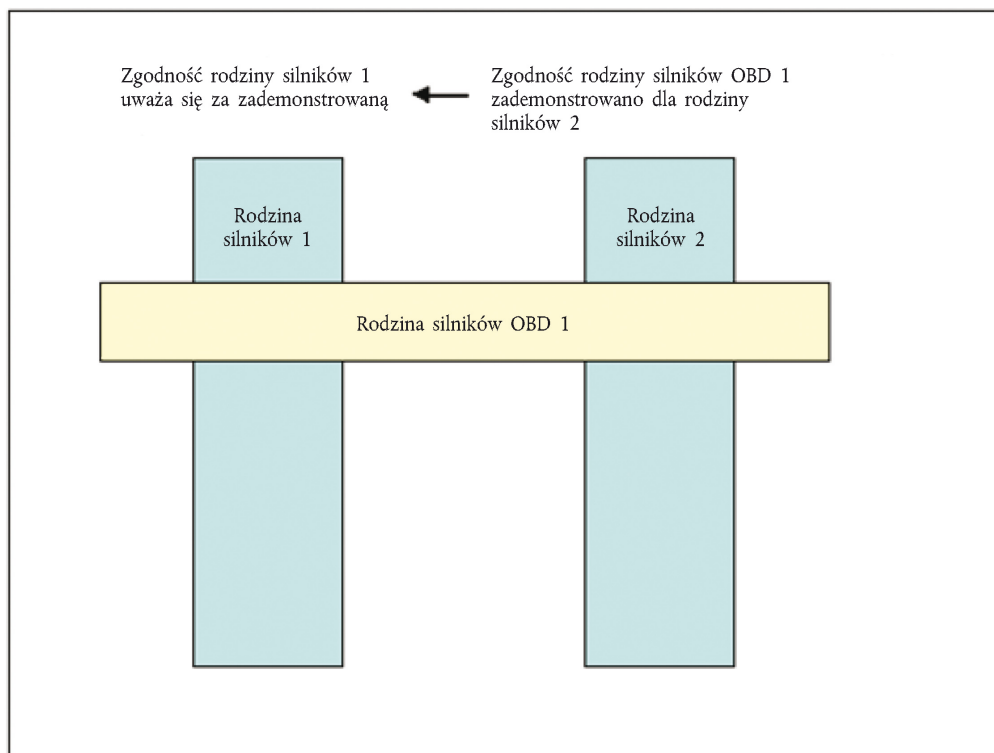 Zgodność rodziny silników 1
uważa się za zademonstrowaną
Zgodność rodziny silników OBD 1
zademonstrowano dla rodziny
silników 2
Rodzina
silników 1
Rodzina
silników 2
Rodzina silników OBD 1